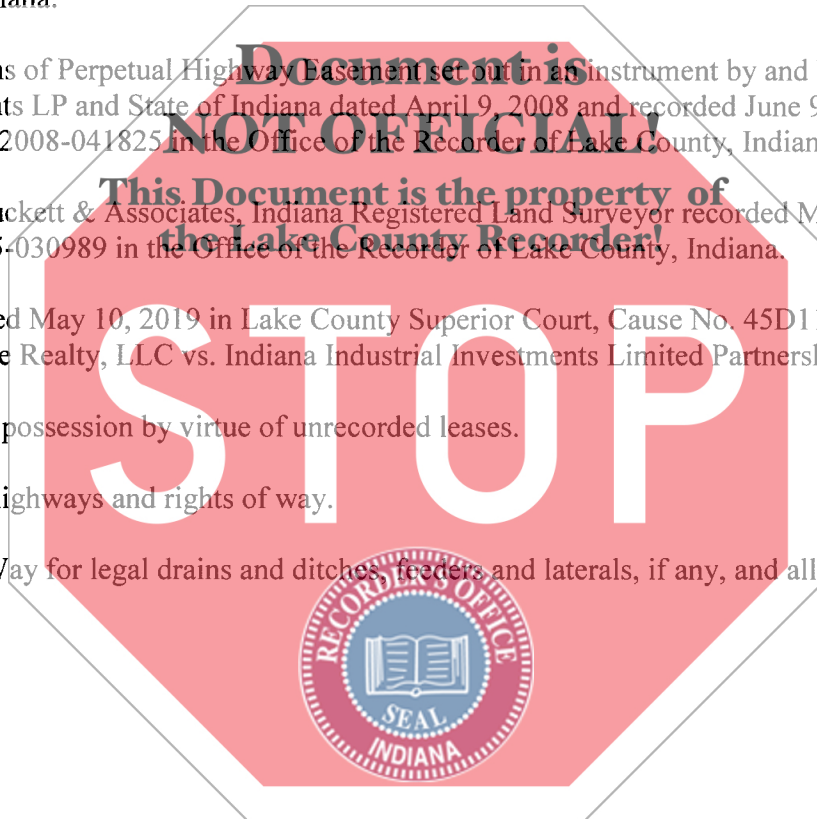 Document is
NOT OFFICIAL!
This Document is the property of
the Lake County Recorder!
s of Perpetual Highway Easement set out in an instrument by and
ts LP and State of Indiana dated April 9, 2008 and recorded June 9
2008-041825 in the Office of the Recorder of Lake County, Indian
ckett & Associates, Indiana Registered Land Surveyor recorded M
-030989 in the Office of the Recorder of Lake County, Indiana.
ed May 10, 2019 in Lake County Superior Court, Cause No. 45D1
e Realty, LLC vs. Indiana Industrial Investments Limited Partnersh
possession by virtue of unrecorded leases.
ighways and rights of way.
Way for legal drains and ditches, feeders and laterals, if any, and all
STOP
RECORDER'S OFFICE
SEAL
INDIANA